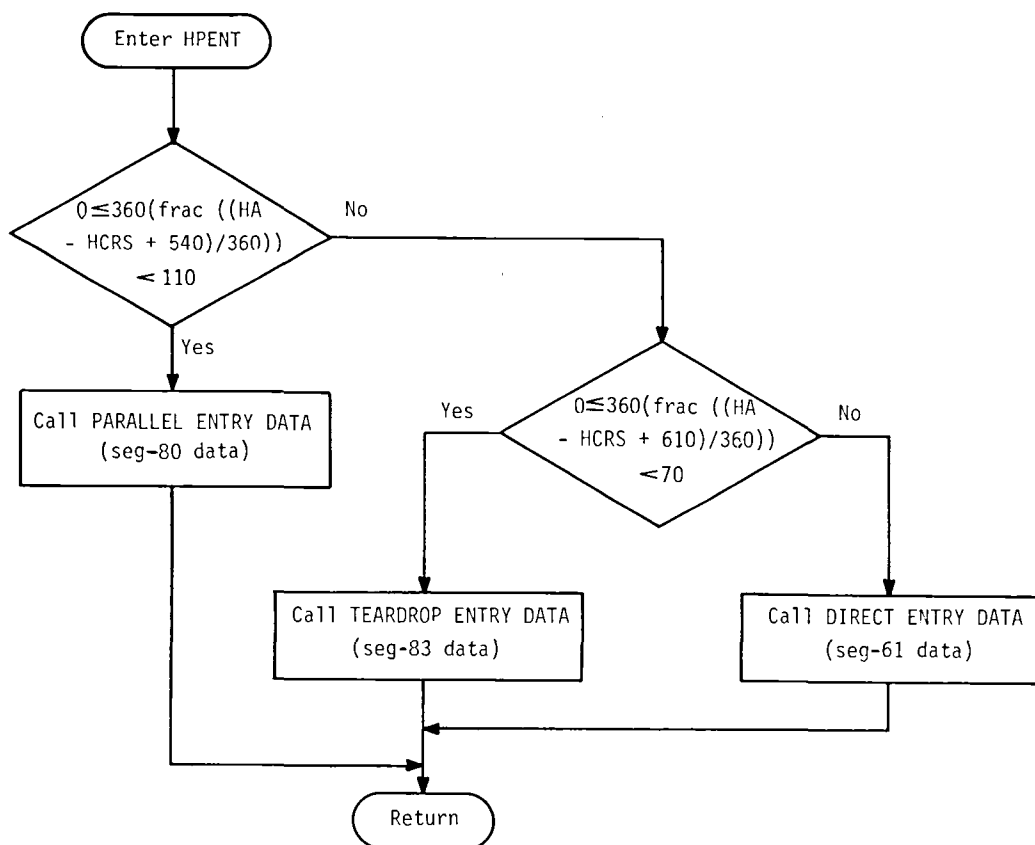 Enter HPENT
0≦360(frac ((HA
- HCRS + 540)/360))
< 110
No
Yes
Call PARALLEL ENTRY DATA
(seg-80 data)
0≦360(frac ((HA
- HCRS + 610)/360))
<70
Yes
No
Call TEARDROP ENTRY DATA
(seg-83 data)
Call DIRECT ENTRY DATA
(seg-61 data)
Return